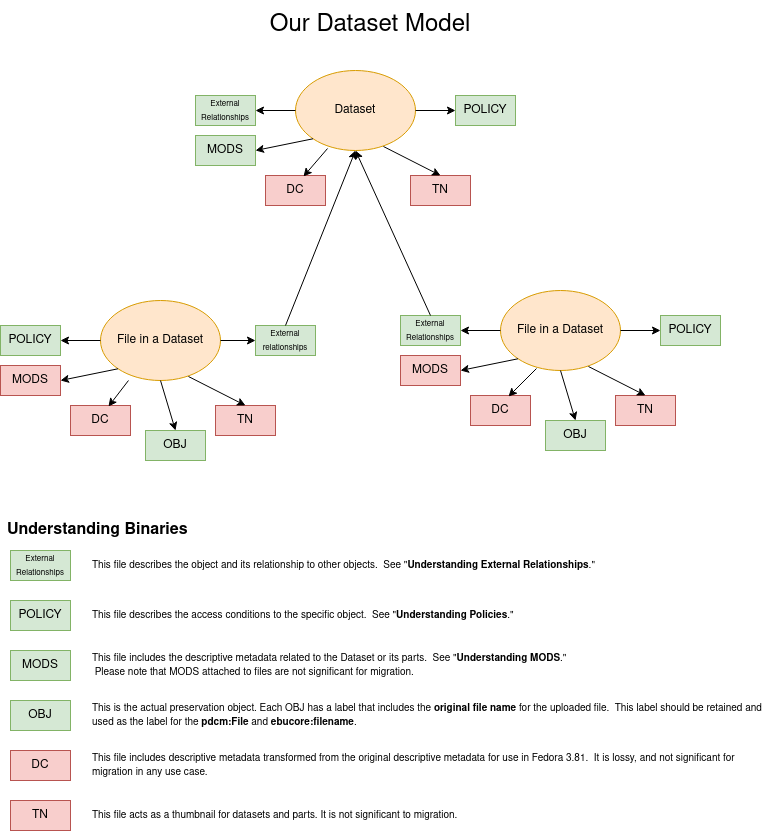 Our Dataset Model
External
Relationships
Dataset
POLICY
MODS
DC
TN
POLICY
File in a Dataset
External
relationships
MODS
DC
OBJ
TN
External
Relationships
File in a Dataset
POLICY
MODS
DC
OBJ
TN
Understanding Binaries
External
Relationships
This file describes the object and its relationship to other objects.  See "Understanding External Relationships."
POLICY
This file describes the access conditions to the specific object.  See "Understanding Policies."
MODS
This file includes the descriptive metadata related to the Dataset or its parts.  See "Understanding MODS."
Please note that MODS attached to files are not significant for migration.
OBJ
This is the actual preservation object. Each OBJ has a label that includes the original file name for the uploaded file.  This label should be retained and
used as the label for the pdcm:File and ebucore:filename.
DC
This file includes descriptive metadata transformed from the original descriptive metadata for use in Fedora 3.81.  It is lossy, and not significant for
migration in any use case.
TN
This file acts as a thumbnail for datasets and parts. It is not significant to migration.